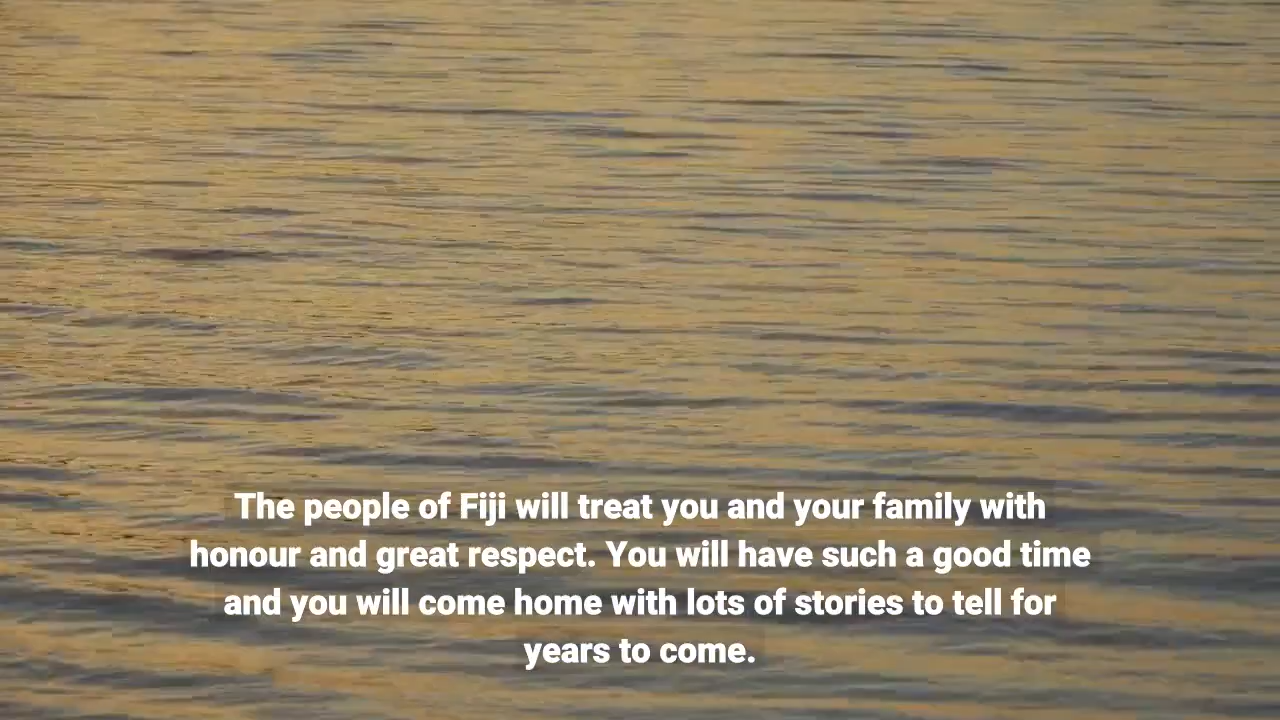 The people of Fiji will treat you and your family with
honour and great respect. You will have such a good time
and you will come home with lots of stories to tell for
years to come.